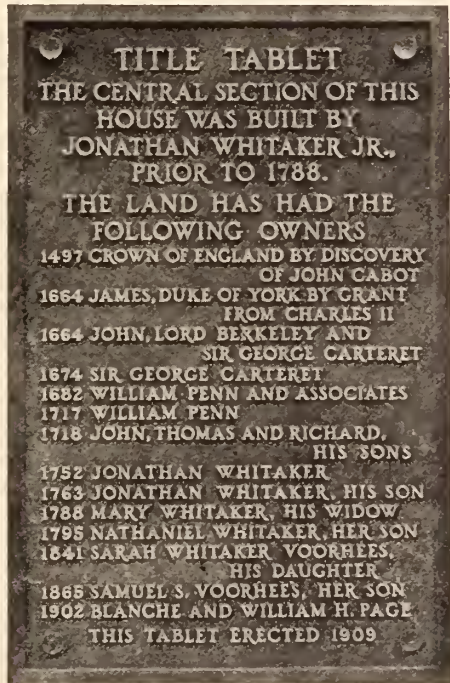 TITLE TABLET
THE CENTRAL SECTION OF THIS
HOUSE WAS BUILT BY
JONATHAN WHITAKER JR.,
PRIOR TO 1788.
THE LAND HAS HAD THE
FOLLOWING OWNERS
1497 CROWN OF ENGLAND BY DISCOVERY
OF JOHN CABOT
1664 JAMES, DUKE OF YORK BY GRANT
FROM CHARLES II
1664 JOHN, LORD BERKELEY AND
SIR GEORGE CARTERET
1674 SIR GEORGE CARTERET
1682 WILLIAM PENN AND ASSOCIATES
1717 WILLIAM PENN
1718 JOHN, THOMAS AND RICHARD,
HIS SONS
1752 JONATHAN WHITAKER
1763 JONATHAN WHITAKER, HIS SON
1788 MARY WHITAKER, HIS WIDOW
1795 NATHANIEL WHITAKER, HER SON
1841 SARAH WHITAKER VOORHEES,
HIS DAUGHTER
1865 SAMUEL S. VOORHEES, HER SON
1902 BLANCHE AND WILLIAM H. PAGE
THIS TABLET ERECTED 1909